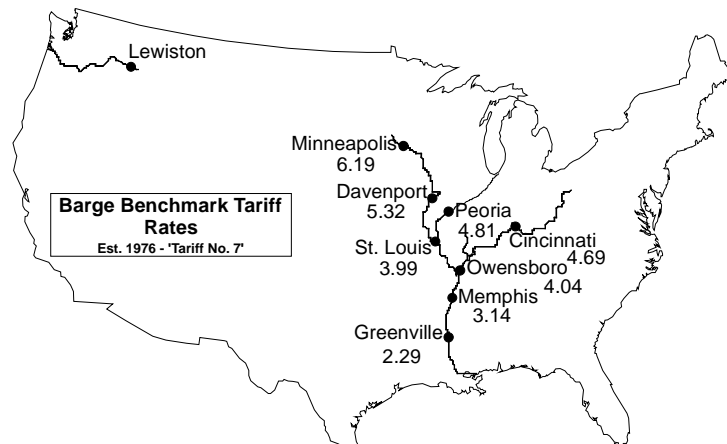 Lewiston
Minneapolis
6.19
Davenport
5.32
Barge Benchmark Tariff
Rates
Est. 1976 - 'Tariff No. 7'
Peoria
4.81
St. Louis
3.99
Cincinnati
4.69
Owensboro
4.04
Memphis
3.14
Greenville
2.29